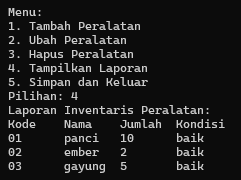 Menu:
1. Tambah Peralatan
2. Ubah Peralatan
3. Hapus Peralatan
4. Tampilkan Laporan
5. Simpan dan Keluar
Pilihan: 4
Laporan Inventaris Peralatan:
Kode Nama Jumlah Kondisi
01 panci 10 baik
02 ember 2 baik
03 gayung 5 baik